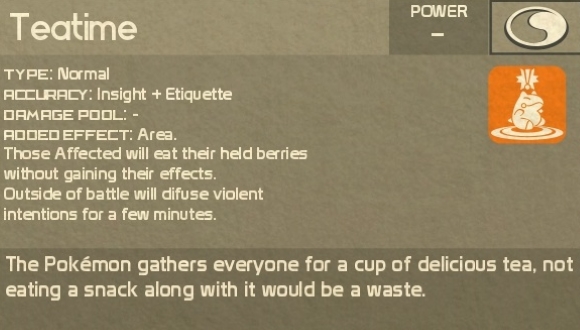 Teatime
POWER
–
TYPE: Normal
ACCURACY: Insight + Etiquette
DAMAGE POOL: -
ADDED EFFECT: Area.
Those Affected will eat their held berries
without gaining their effects.
Outside of battle will difuse violent
intentions for a few minutes.
The Pokémon gathers everyone for a cup of delicious tea, not
eating a snack along with it would be a waste.